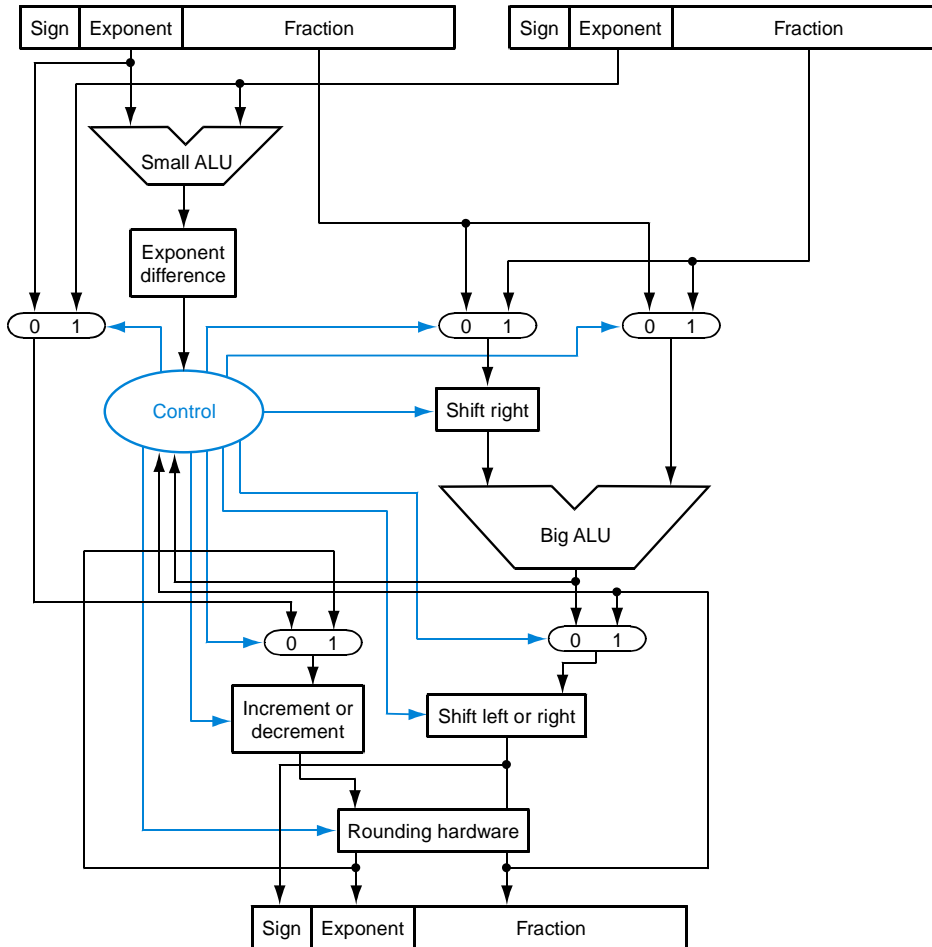 Sign Exponent Fraction Sign Exponent Fraction
Small ALU
Exponent
difference
0 1 0 1 0 1
Control
Shift right
Big ALU
0 1 0 1
Increment or
decrement
Shift left or right
Rounding hardware
Sign Exponent Fraction